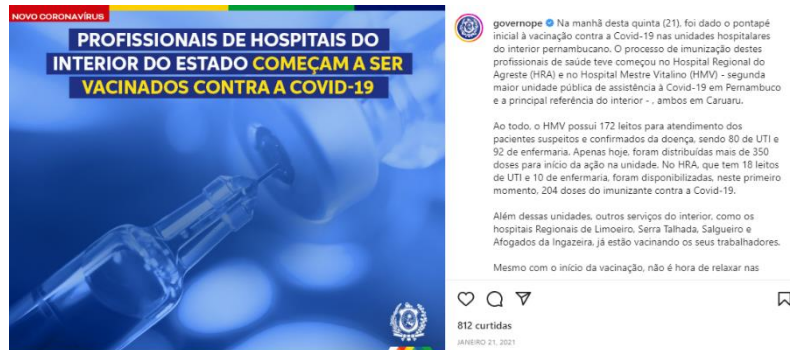 NOVO CORONAVÍRUS
PROFISSIONAIS DE HOSPITAIS DO
INTERIOR DO ESTADO COMEÇAM A SER
VACINADOS CONTRA A COVID-19
governope Na manhã desta quinta (21), foi dado o pontapé
inicial à vacinação contra a Covid-19 nas unidades hospitalares
do interior pernambucano. O processo de imunização destes
profissionais de saúde teve começou no Hospital Regional do
Agreste (HRA) e no Hospital Mestre Vitalino (HMV) - segunda
maior unidade pública de assistência à Covid-19 em Pernambuco
e a principal referência do interior - , ambos em Caruaru.
Ao todo, o HMV possui 172 leitos para atendimento dos
pacientes suspeitos e confirmados da doença, sendo 80 de UTI e
92 de enfermaria. Apenas hoje, foram distribuídas mais de 350
doses para início da ação na unidade. No HRA, que tem 18 leitos
de UTI e 10 de enfermaria, foram disponibilizadas, neste primeiro
momento, 204 doses do imunizante contra a Covid-19.
Além dessas unidades, outros serviços do interior, como os
hospitais Regionais de Limoeiro, Serra Talhada, Salgueiro e
Afogados da Ingazeira, já estão vacinando os seus trabalhadores.
Mesmo com o início da vacinação, não é hora de relaxar nas
812 curtidas
JANEIRO 21, 2021